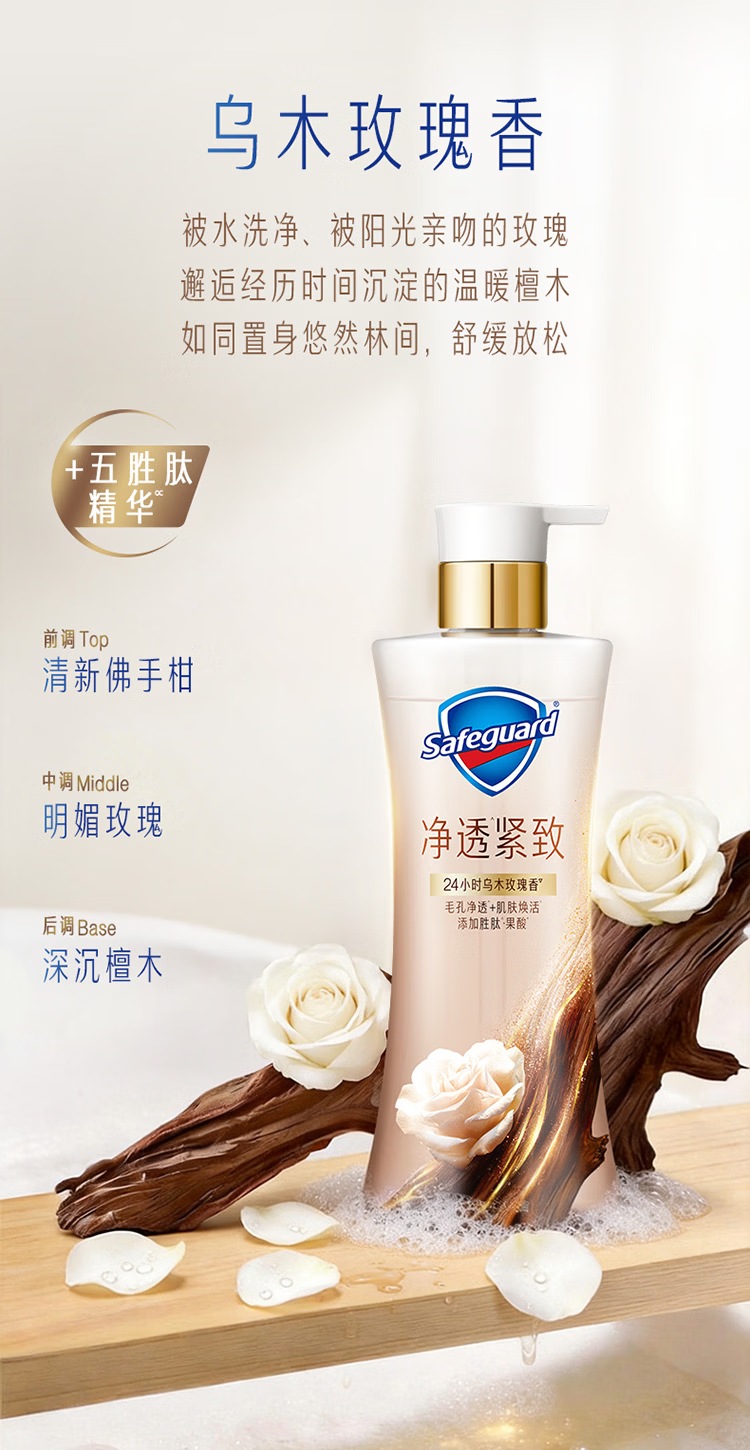 乌木玫瑰香
被水洗净、被阳光亲吻的玫瑰
邂逅经历时间沉淀的温暖檀木
如同置身悠然林间，舒缓放松
+五胜肽
精华
前调Top
清新佛手柑
中调Middle
明媚玫瑰
后调Base
深沉檀木
Safeguard®
净透^紧致
24小时乌木玫瑰香
毛孔净透+肌肤焕活
添加胜肽 果酸